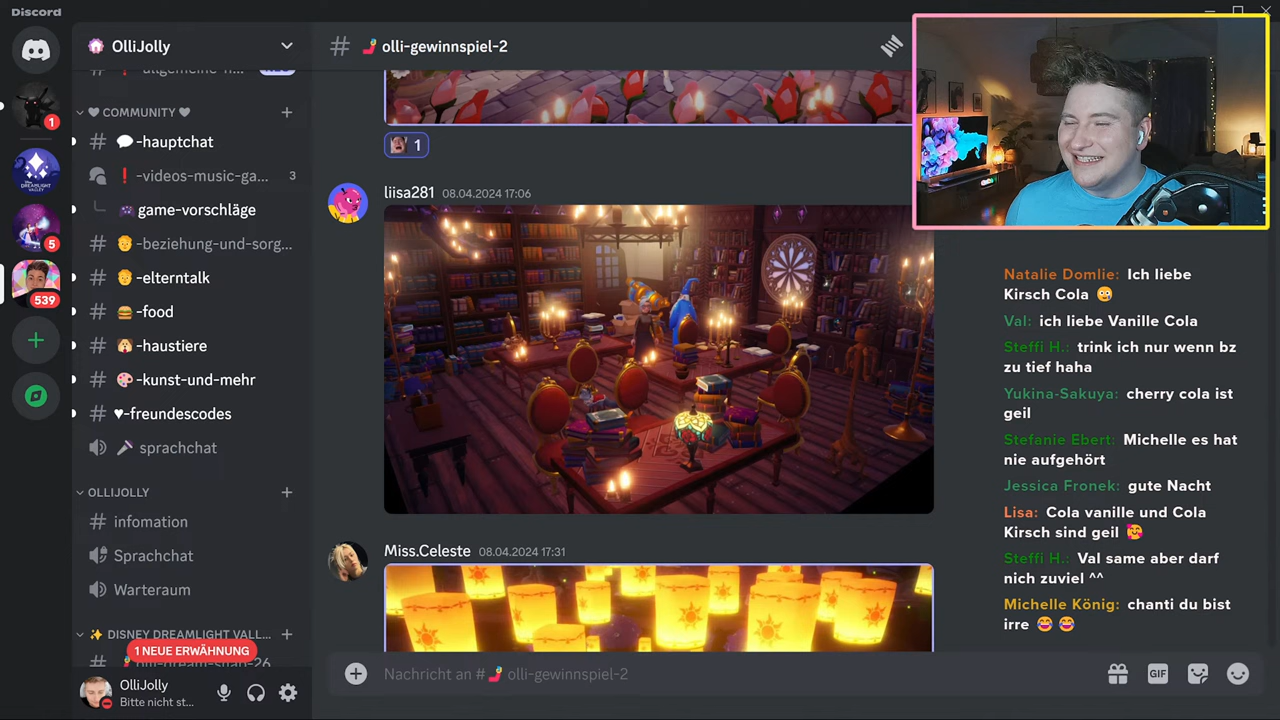 Discord
OlliJolly
olli-gewinnspiel-2
COMMUNITY
-hauptchat
-videos-music-ga...
3
game-vorschläge
-beziehung-und-sorg...
-elterntalk
-food
-haustiere
-kunst-und-mehr
-freundescodes
sprachchat
OLLIJOLLY
infomation
Sprachchat
Warteraum
DISNEY DREAMLIGHT VALL...
1 NEUE ERWÄHNUNG
OlliJolly
Bitte nicht st...
1
5
539
1
liisa281 08.04.2024 17:06
Miss.Celeste 08.04.2024 17:31
Nachricht an # olli-gewinnspiel-2
GIF
Natalie Domlie: Ich liebe
Kirsch Cola
Val: ich liebe Vanille Cola
Steffi H.: trink ich nur wenn bz
zu tief haha
Yukina-Sakuya: cherry cola ist
geil
Stefanie Ebert: Michelle es hat
nie aufgehört
Jessica Fronek: gute Nacht
Lisa: Cola vanille und Cola
Kirsch sind geil
Steffi H.: Val same aber darf
nich zuviel ^^
Michelle König: chanti du bist
irre